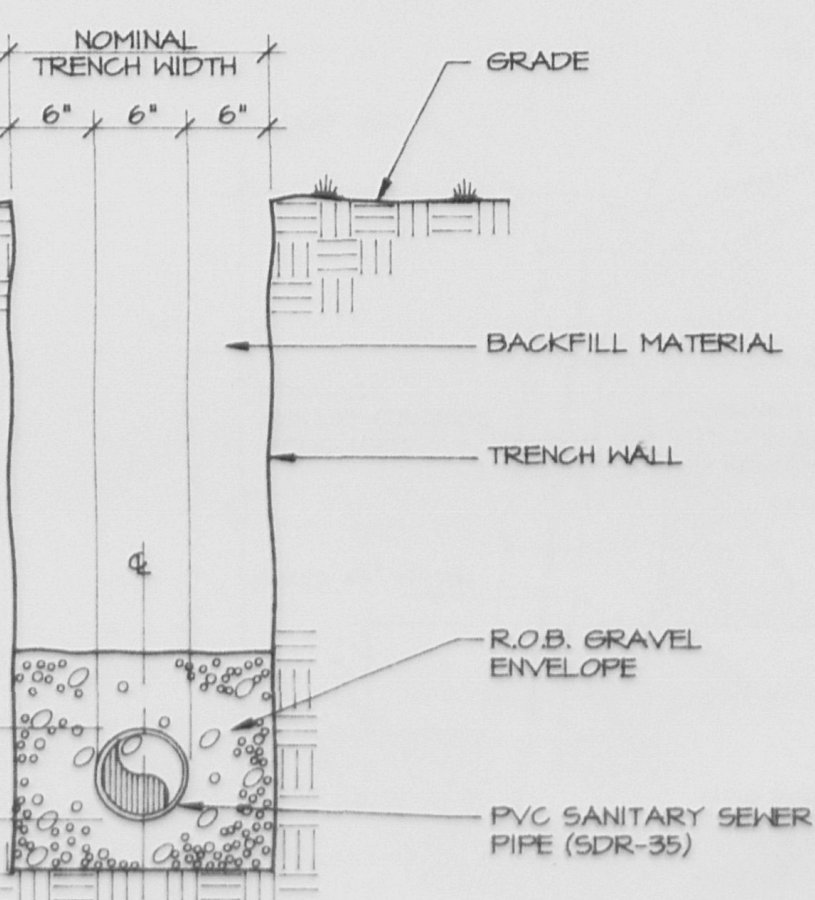 NOMINAL
TRENCH WIDTH
6" 6" 6"
GRADE
BACKFILL MATERIAL
TRENCH WALL
℄
R.O.B. GRAVEL
ENVELOPE
PVC SANITARY SEWER
PIPE (SDR-35)